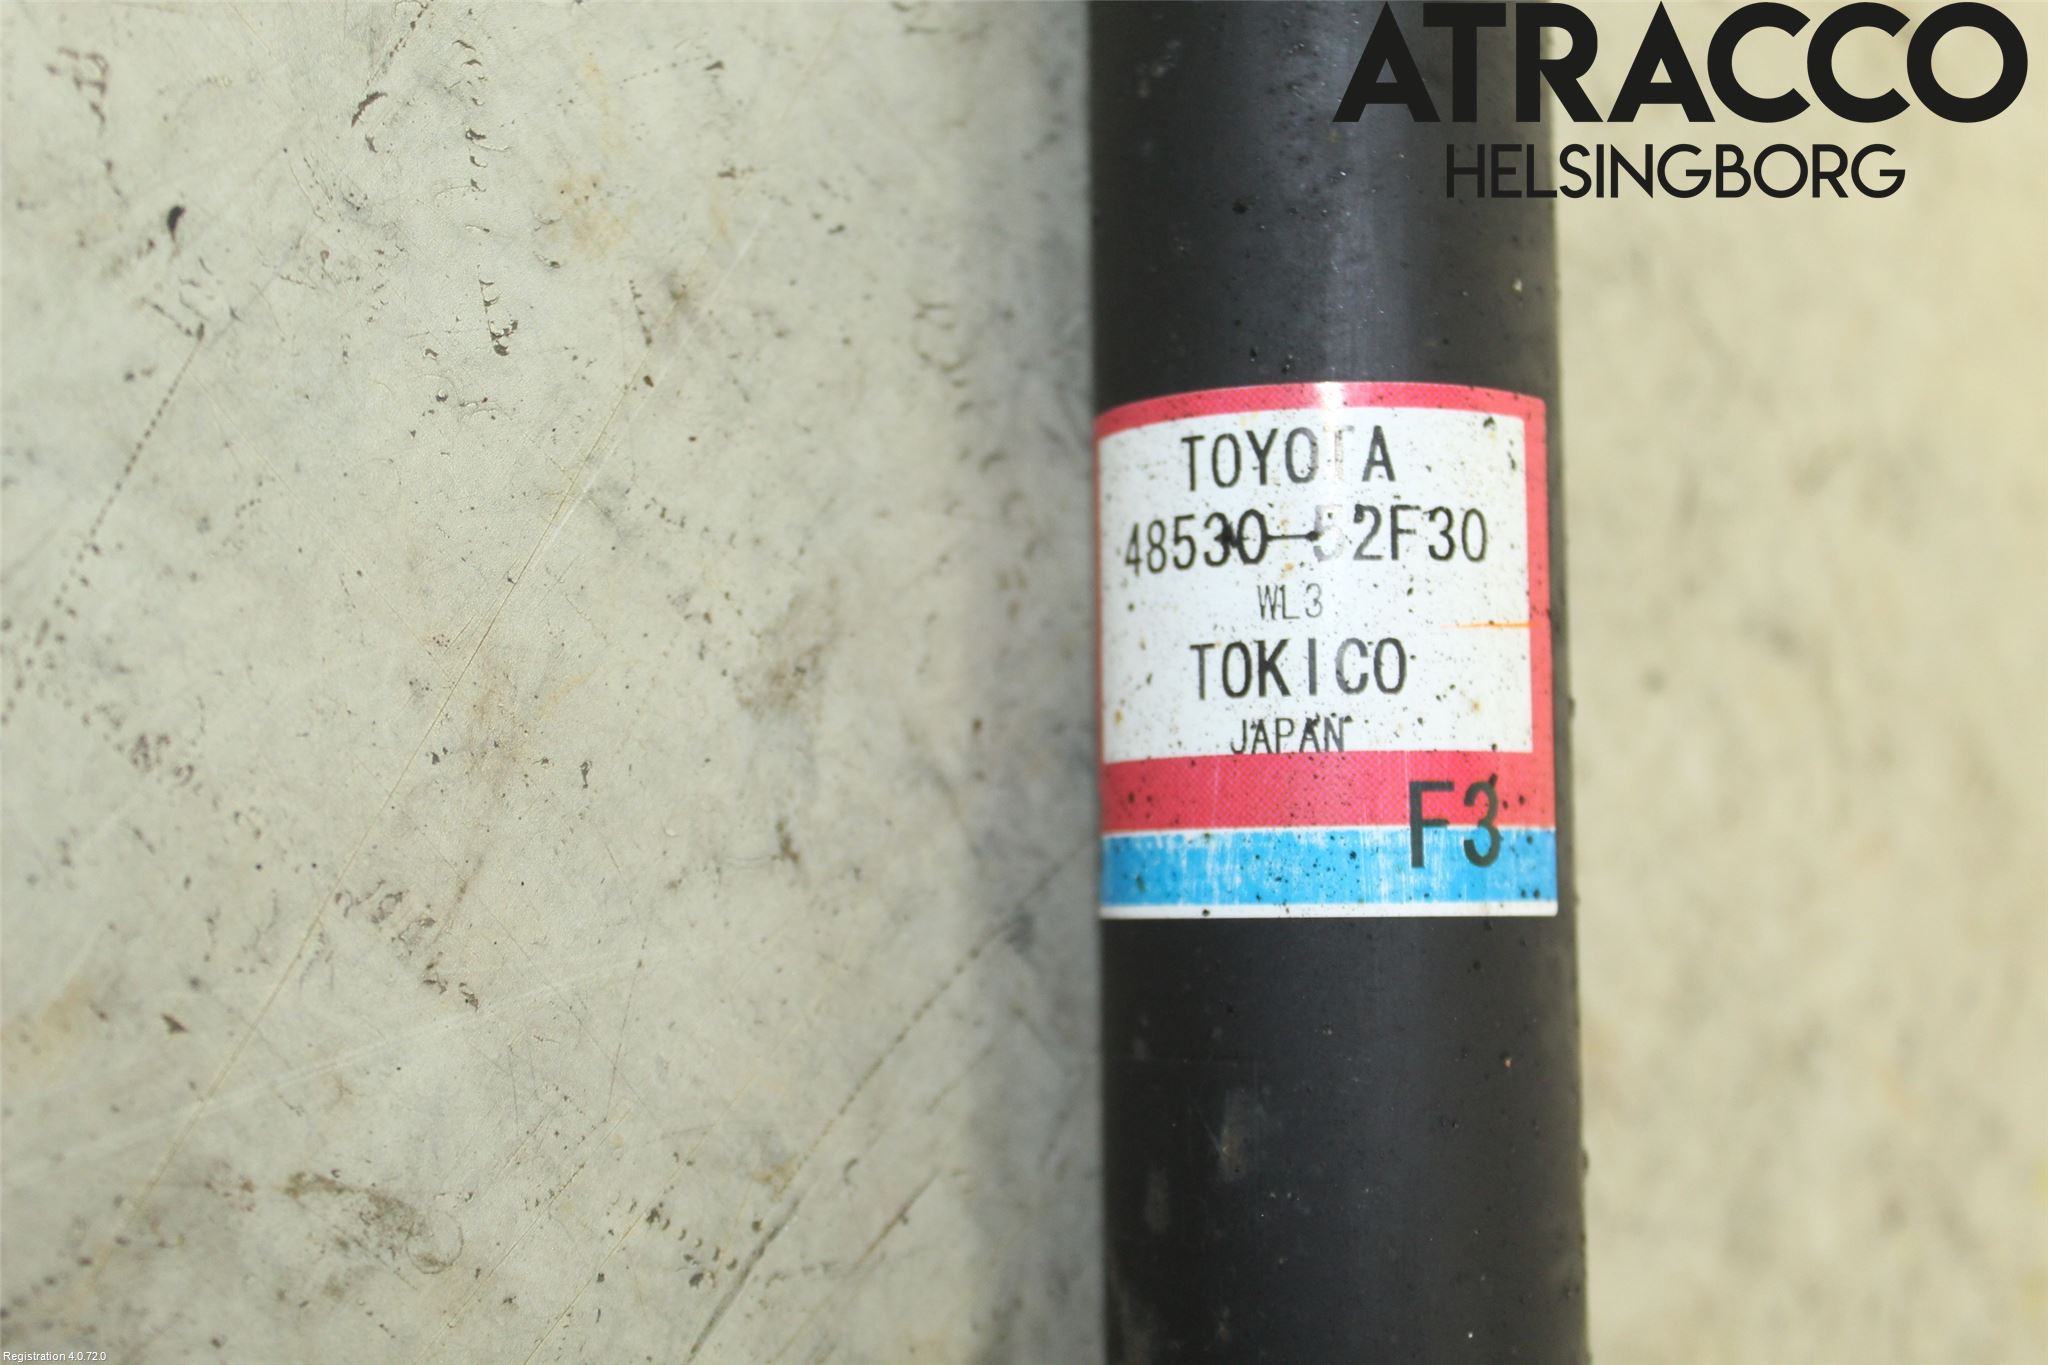 ATRACCO
HELSINGBORG
TOYOTA
48530-52F30
WL3
TOKICO
JAPAN
F3
Registration 4.0.72.0